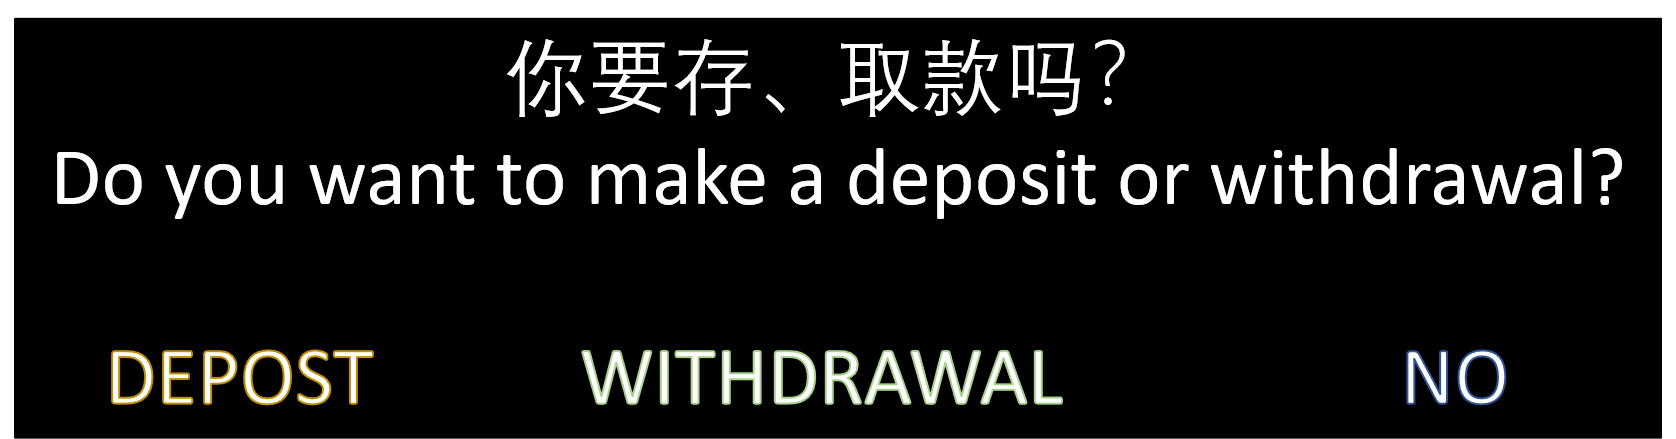 你要存、取款吗?
Do you want to make a deposit or withdrawal?
DEPOST WITHDRAWAL NO